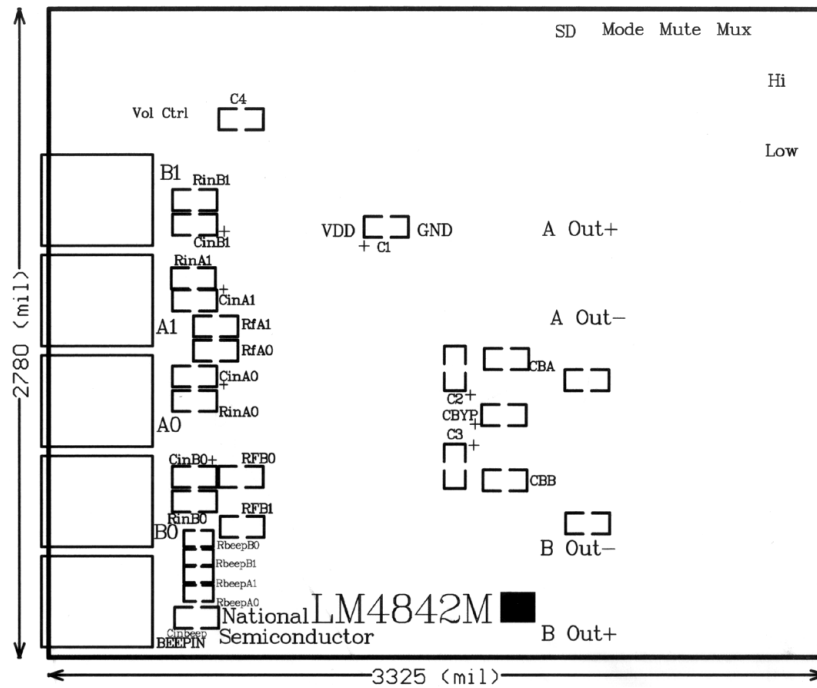 SD Mode Mute Mux
Hi
C4
Vol Ctrl
Low
B1
RinB1
VDD GND A Out+
+ C1
+
CinB1
RinA1
+
CinA1
A Out-
RfA1
A1
RfA0
2780 (mil)
CBA
CinA0
+
C2
+
RinA0
CBYP
+
A0
C3
+
CinB0+ RFB0
CBB
RinB0
RFB1
B0
RbeepB0
B Out-
RbeepB1
RbeepA1
RbeepA0
National LM4842M
Semiconductor
Cinbeep
BEEPIN
B Out+
3325 (mil)